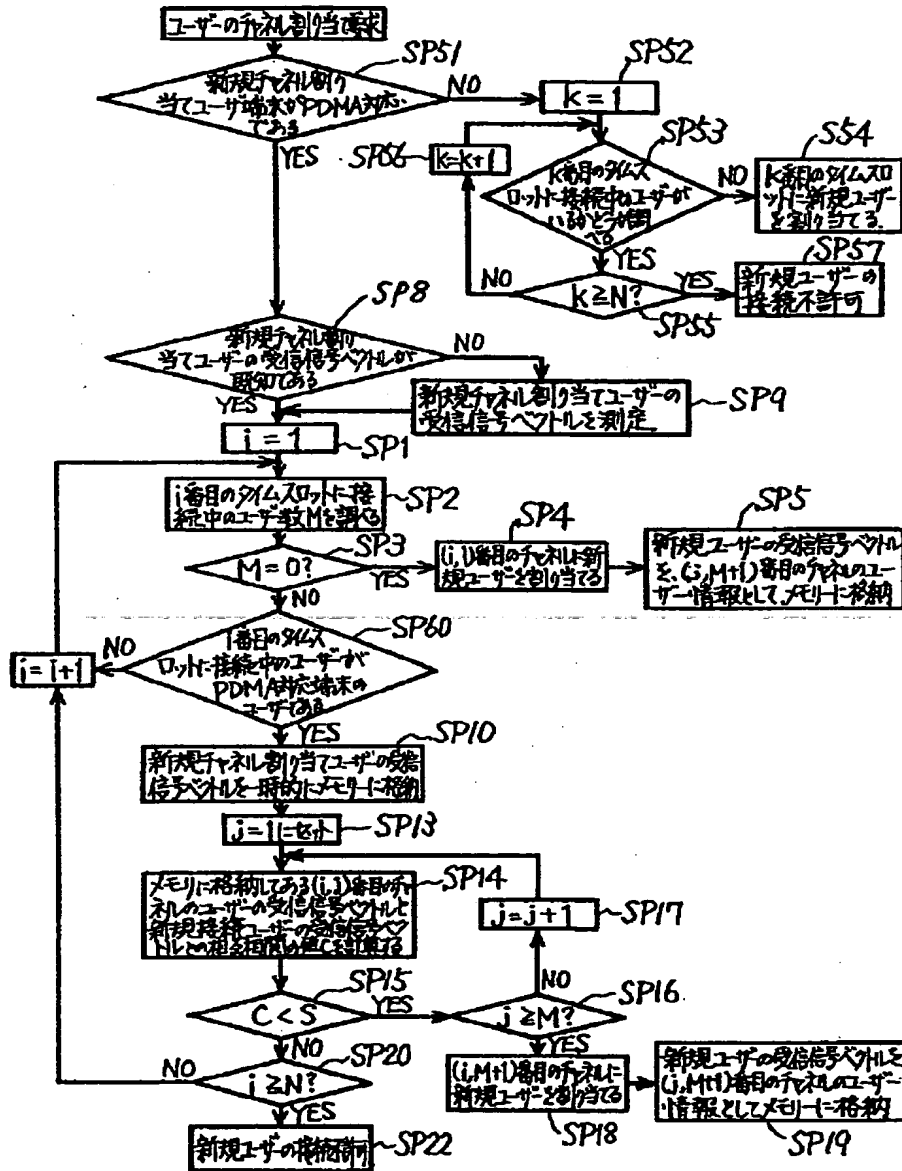 ユーザーのチャネル割り当て要求
SP51
新規チャネル割り
当てユーザ端末がPDMA対応
である
NO
YES
SP52
k=1
SP56
k=k+1
SP53
k番目のタイムス
ロットに接続中のユーザーが
いるかどうか調
べる
NO
S54
k番目のタイムスロ
ットに新規ユーザー
を割り当てる
YES
NO
k≧N?
YES
SP55
SP57
新規ユーザーの
接続不許可
SP8
新規チャネル割り
当てユーザーの受信信号ベクトルが
既知である
NO
YES
新規チャネル割り当てユーザーの
受信信号ベクトルを測定
SP9
i=1
SP1
i番目のタイムスロットに接
続中のユーザ数Mを調べる
SP2
M=0?
SP3
YES
NO
SP4
(i,1)番目のチャネルに新
規ユーザーを割り当てる
SP5
新規ユーザーの受信信号ベクトル
を、(i,M+1)番目のチャネルのユー
ザー情報として、メモリーに格納
i=i+1
NO
SP60
i番目のタイムス
ロットに接続中のユーザーが
PDMA対応端末の
ユーザである
YES
SP10
新規チャネル割り当てユーザーの受信
信号ベクトルを一時的にメモリーに格納
j=1にセット
SP13
メモリに格納してある(i,j)番目のチャ
ネルのユーザーの受信信号ベクトルと
新規接続ユーザーの受信信号ベク
トルとの相互相関の値Cを計算する
SP14
j=j+1
SP17
NO
C<S
SP15
YES
NO
j≧M?
SP16
YES
i≧N?
SP20
NO
YES
(i,M+1)番目のチャネルに
新規ユーザーを割り当てる
SP18
新規ユーザの受信信号ベクトルを
(i,M+1)番目のチャネルのユーザー
情報としてメモリーに格納
SP19
新規ユーザーの接続不許可
SP22